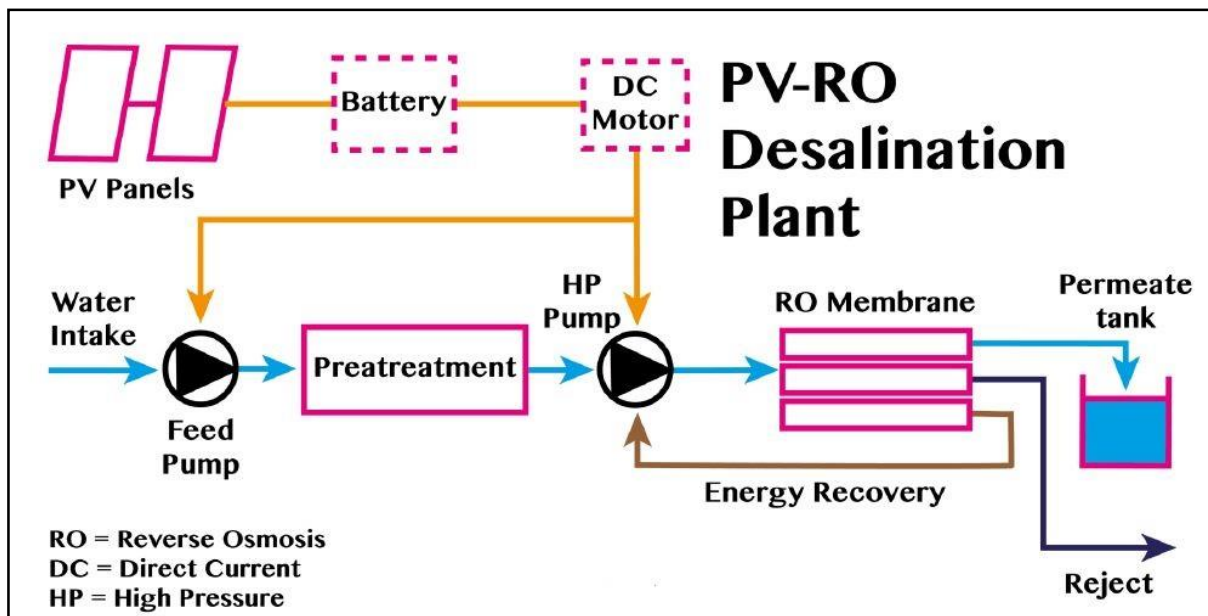 PV-RO
Desalination
Plant
Battery
DC
Motor
PV Panels
Water
Intake
HP
Pump
RO Membrane
Permeate
tank
Preatreatment
Feed
Pump
Energy Recovery
RO = Reverse Osmosis
DC = Direct Current
HP = High Pressure
Reject